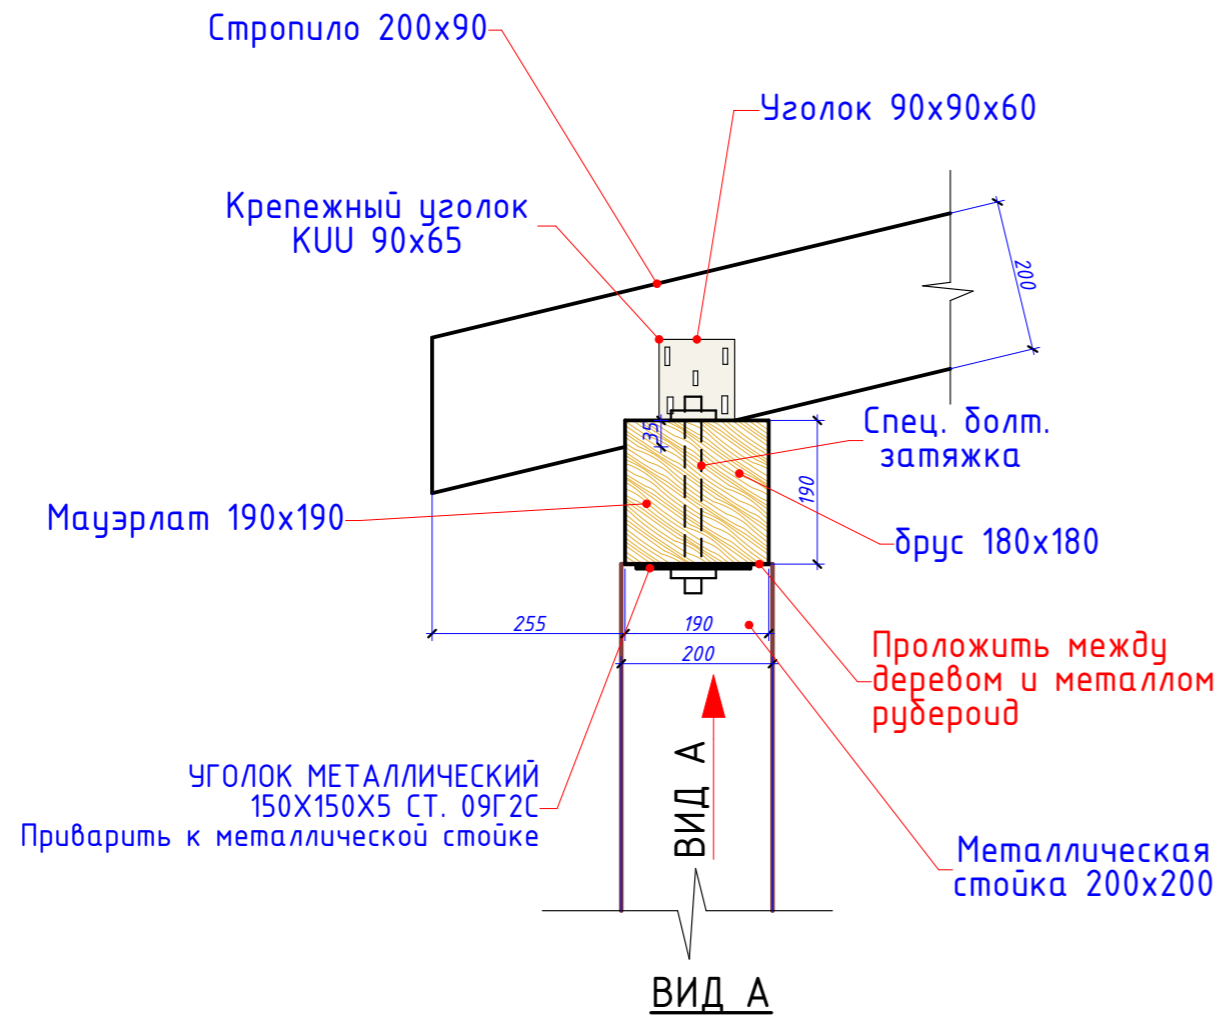 Стропило 200х90
Уголок 90х90х60
Крепежный уголок
KUU 90х65
200
Спец. болт.
затяжка
35
190
Мауэрлат 190х190
брус 180х180
255
190
200
Проложить между
деревом и металлом
рубероид
УГОЛОК МЕТАЛЛИЧЕСКИЙ
150Х150Х5 СТ. 09Г2С
Приварить к металлической стойке
ВИД А
Металлическая
стойка 200х200
ВИД А